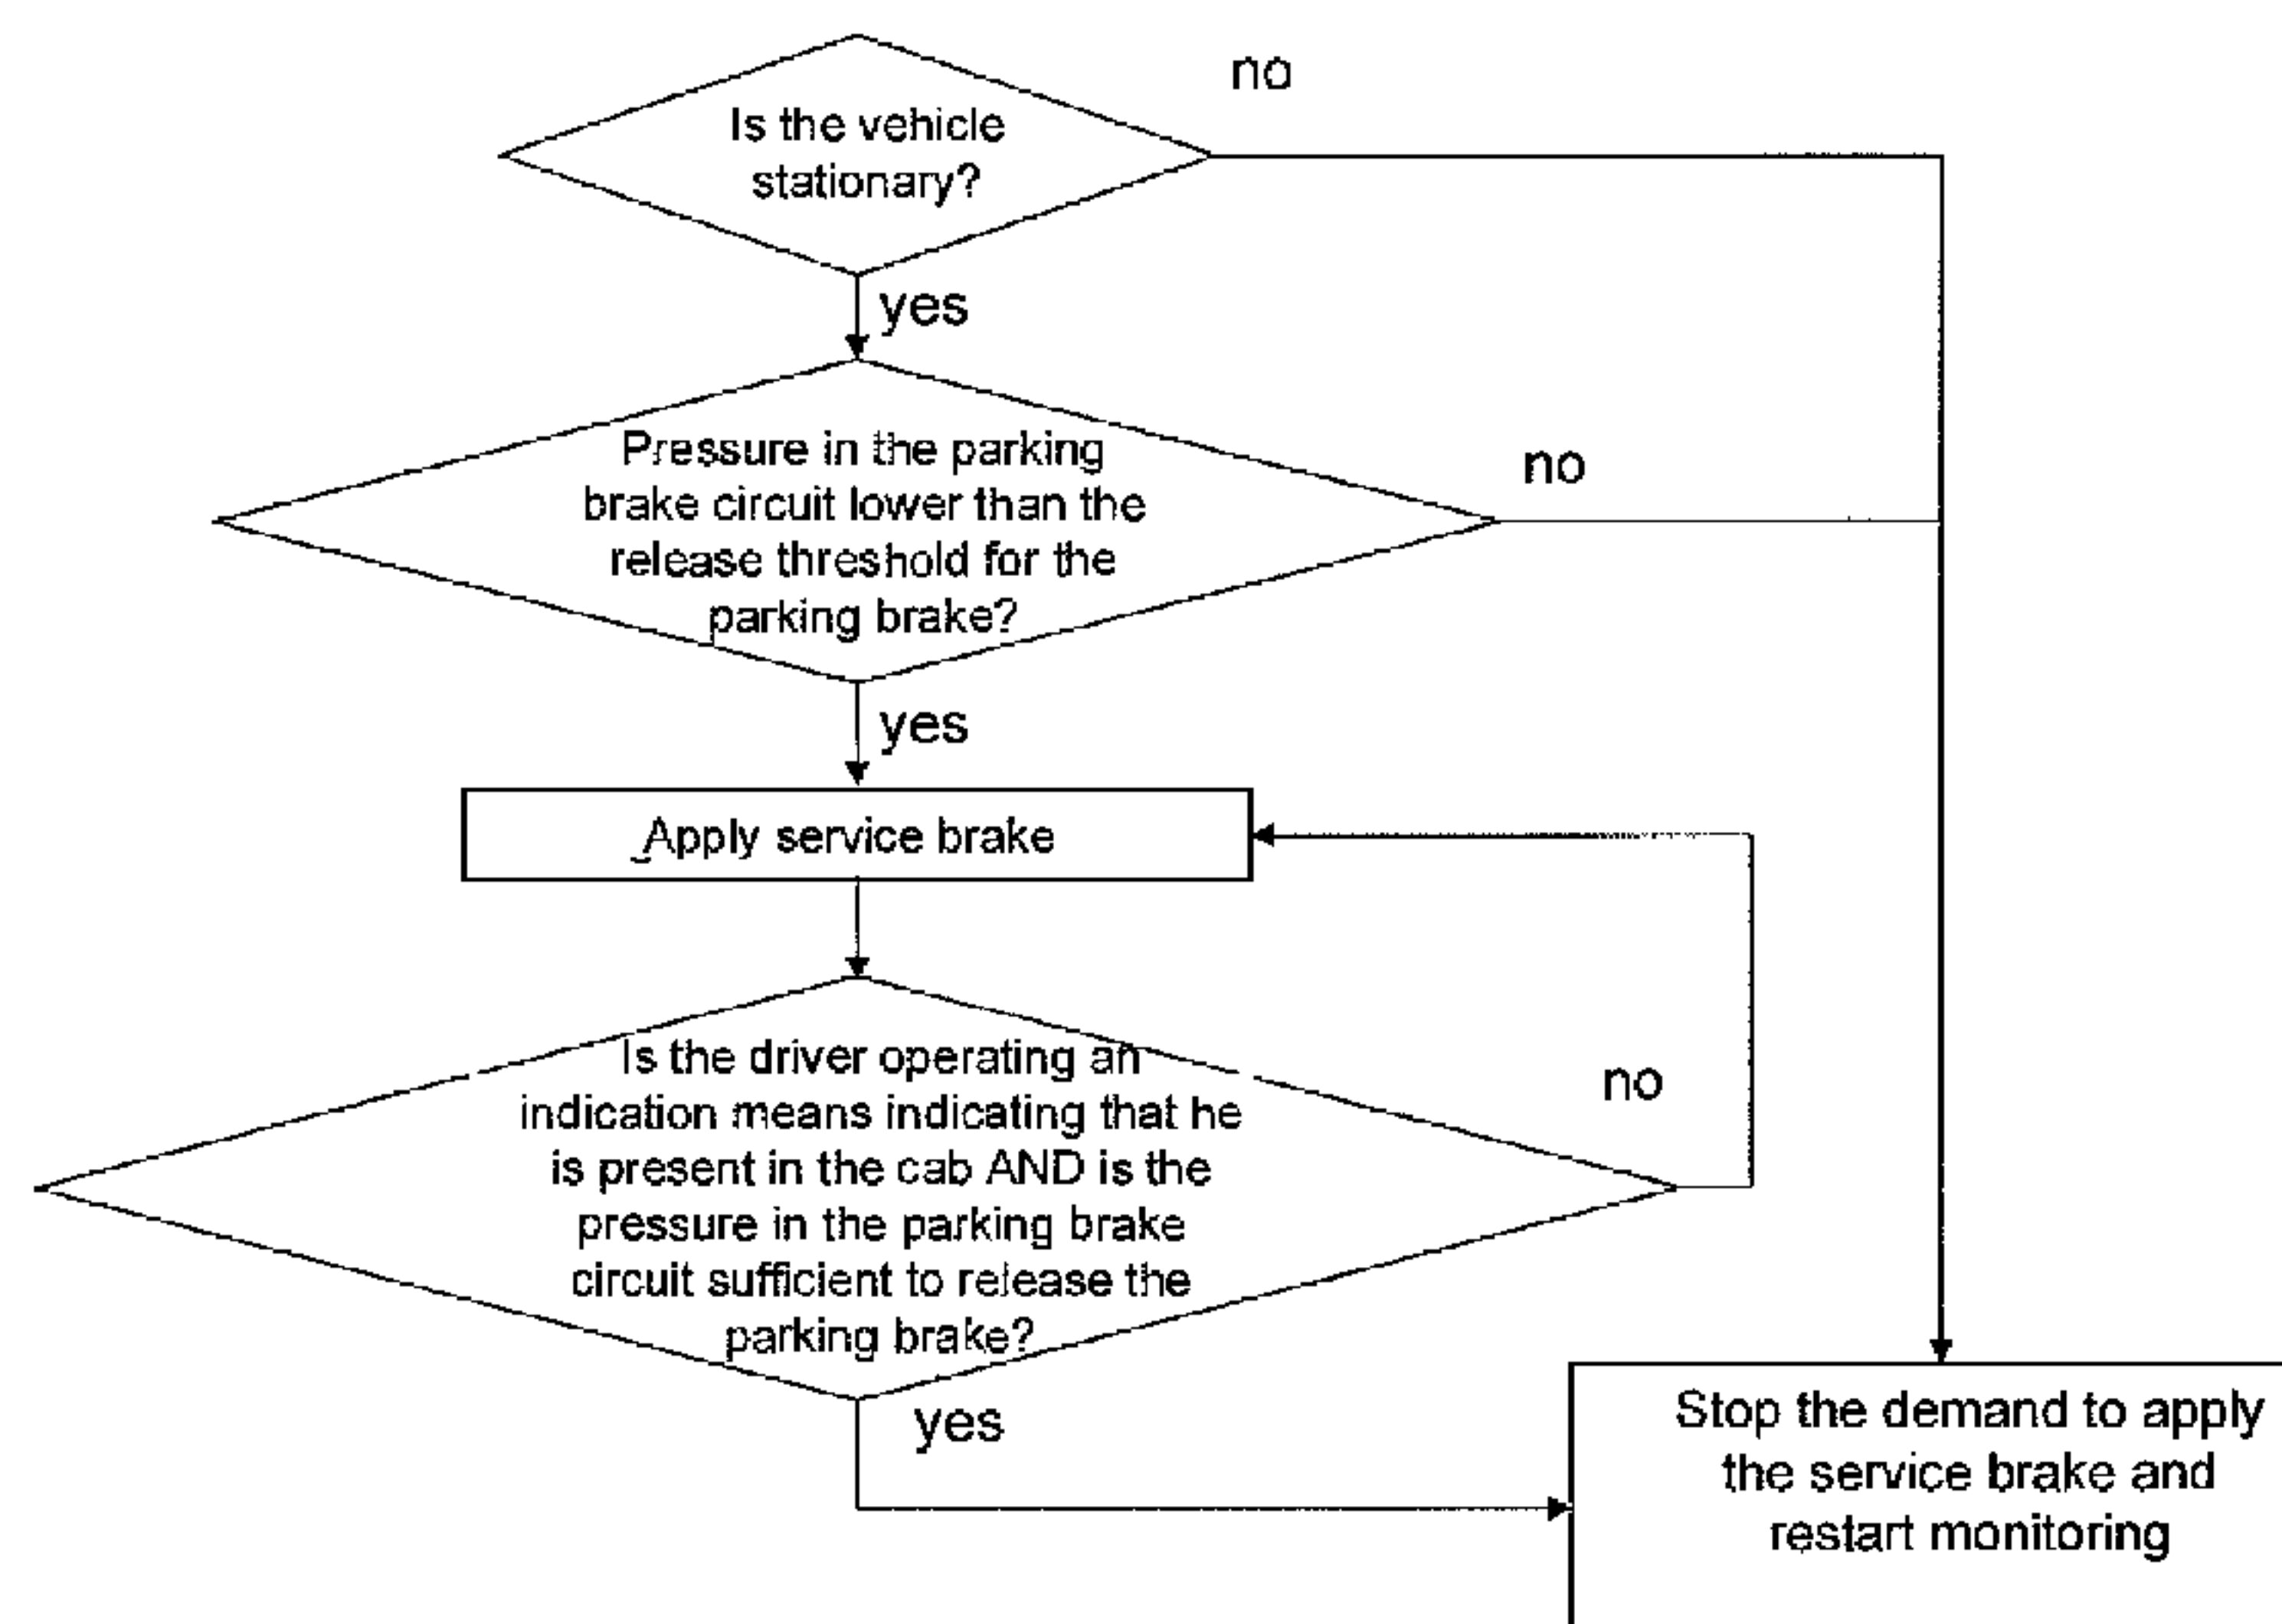 no
Is the vehicle
stationary?
yes
Pressure in the parking
brake circuit lower than the
release threshold for the
parking brake?
no
yes
Apply service brake
Is the driver operating an
indication means indicating that he
is present in the cab AND is the
pressure in the parking brake
circuit sufficient to release the
parking brake?
no
yes
Stop the demand to apply
the service brake and
restart monitoring